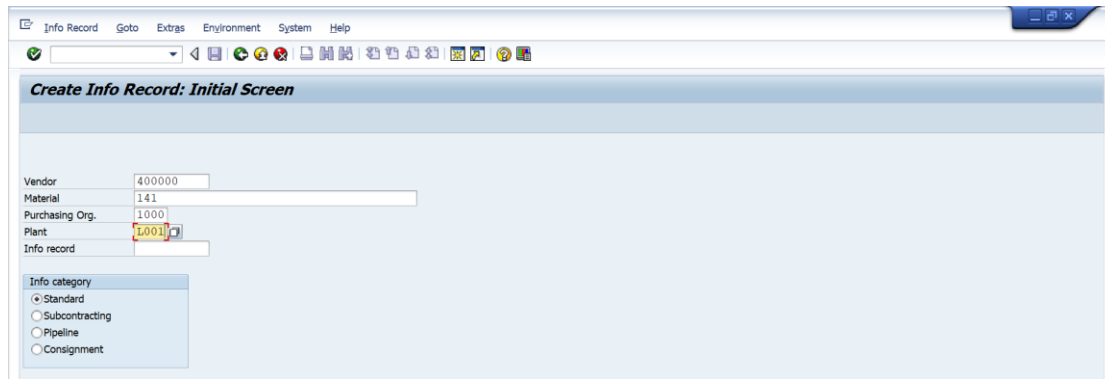 Info Record Goto Extras Environment System Help
Create Info Record: Initial Screen
Vendor 400000
Material 141
Purchasing Org. 1000
Plant L001
Info record
Info category
Standard
Subcontracting
Pipeline
Consignment